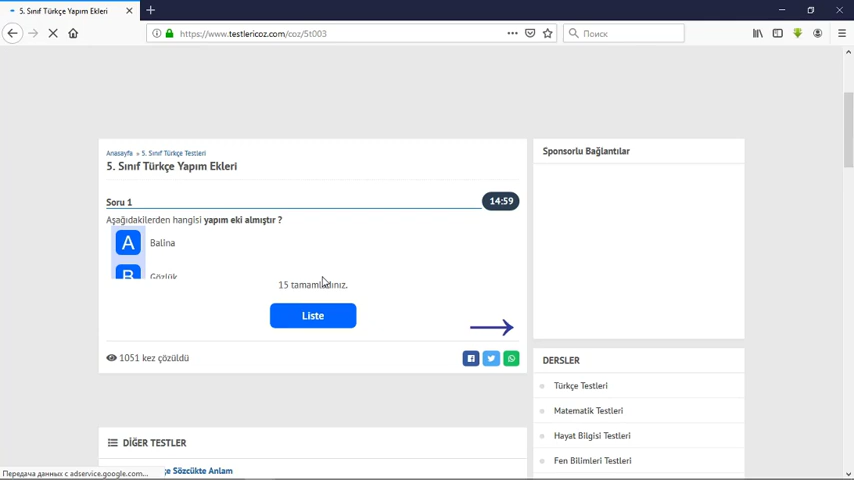 5. Sınıf Türkçe Yapım Ekleri
https://www.testlericoz.com/coz/5t003
Поиск
Anasayfa » 5. Sınıf Türkçe Testleri
5. Sınıf Türkçe Yapım Ekleri
Soru 1
14:59
Aşağıdakilerden hangisi yapım eki almıştır ?
A Balina
B Gözlük
15
Liste
1051 kez çözüldü
Sponsorlu Bağlantılar
DERSLER
Türkçe Testleri
Matematik Testleri
Hayat Bilgisi Testleri
Fen Bilimleri Testleri
DİĞER TESTLER
Sözcükte Anlam
Передача данных с adservice.google.com...